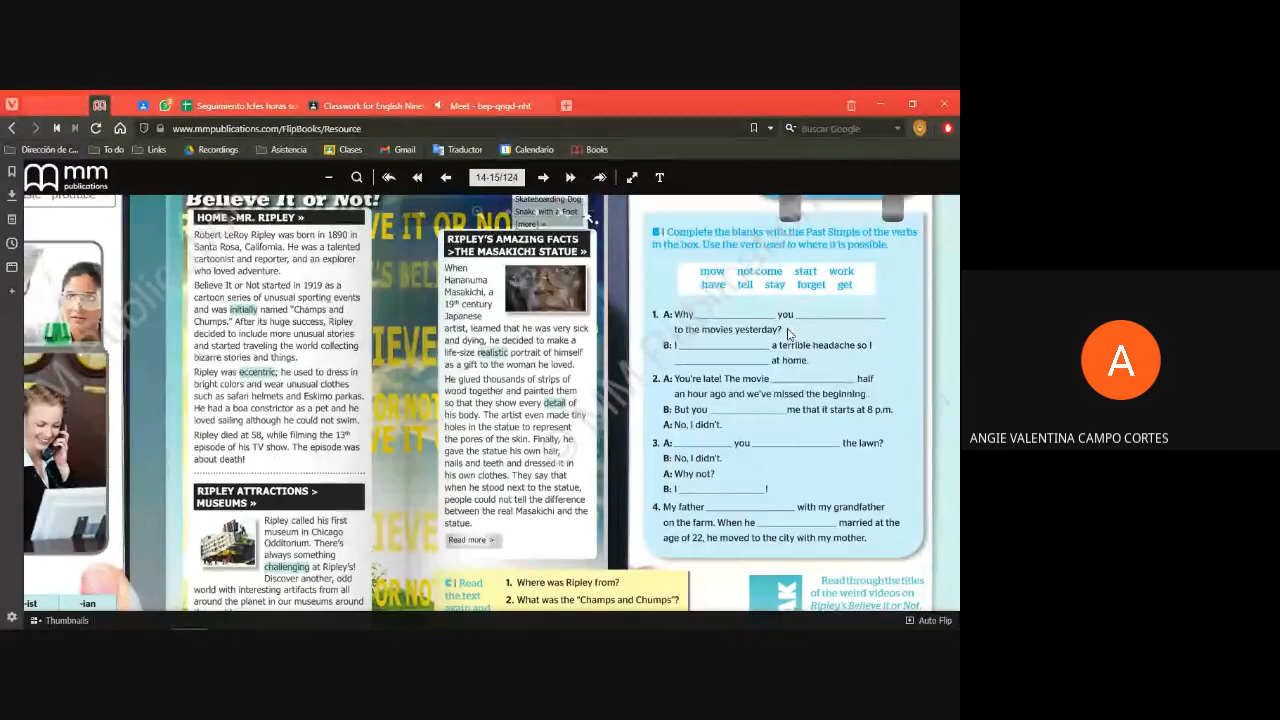 Seguimiento lctes horas so
Classwork for English Nine
Meet - bep-qngd-nht
www.mmpublications.com/FlipBooks/Resource
Buscar Google
Dirección de c...
To do
Links
Recordings
Asistencia
Clases
Gmail
Traductor
Calendario
Books
mm
publications
14-15/124
T
Believe It or Not!
HOME >MR. RIPLEY »
Robert LeRoy Ripley was born in 1890 in
Santa Rosa, California. He was a talented
cartoonist and reporter, and an explorer
who loved adventure.
Believe It or Not started in 1919 as a
cartoon series of unusual sporting events
and was initially named “Champs and
Chumps.” After its huge success, Ripley
decided to include more unusual stories
and started traveling the world collecting
bizarre stories and things.
Ripley was eccentric; he used to dress in
bright colors and wear unusual clothes
such as safari helmets and Eskimo parkas.
He had a boa constrictor as a pet and he
loved sailing although he could not swim.
Ripley died at 58, while filming the 13th
episode of his TV show. The episode was
about death!
RIPLEY ATTRACTIONS >
MUSEUMS »
Ripley called his first
museum in Chicago
Odditorium. There's
always something
challenging at Ripley's!
Discover another, odd
world with interesting artifacts from all
around the planet in our museums around
-ist
-ian
Skateboarding Dog
Snake with a Foot
[more] »
RIPLEY'S AMAZING FACTS
>THE MASAKICHI STATUE »
When
Hananuma
Masakichi, a
19th century
Japanese
artist, learned that he was very sick
and dying, he decided to make a
life-size realistic portrait of himself
as a gift to the woman he loved.
He glued thousands of strips of
wood together and painted them
so that they show every detail of
his body. The artist even made tiny
holes in the statue to represent
the pores of the skin. Finally, he
gave the statue his own hair,
nails and teeth and dressed it in
his own clothes. They say that
when he stood next to the statue,
people could not tell the difference
between the real Masakichi and the
statue.
Read more >
C | Read
the text
again and
1. Where was Ripley from?
2. What was the “Champs and Chumps”?
B | Complete the blanks with the Past Simple of the verbs
in the box. Use the verb used to where it is possible.
mow not come start work
have tell stay forget get
1. A: Why ____________ you ____________
to the movies yesterday?
B: I ____________ a terrible headache so I
____________ at home.
2. A: You're late! The movie ____________ half
an hour ago and we've missed the beginning.
B: But you ____________ me that it starts at 8 p.m.
A: No, I didn't.
3. A: ____________ you ____________ the lawn?
B: No, I didn't.
A: Why not?
B: I ____________ !
4. My father ____________ with my grandfather
on the farm. When he ____________ married at the
age of 22, he moved to the city with my mother.
Read through the titles
of the weird videos on
Ripley's Believe it or Not.
Thumbnails
Auto Flip
A
ANGIE VALENTINA CAMPO CORTES